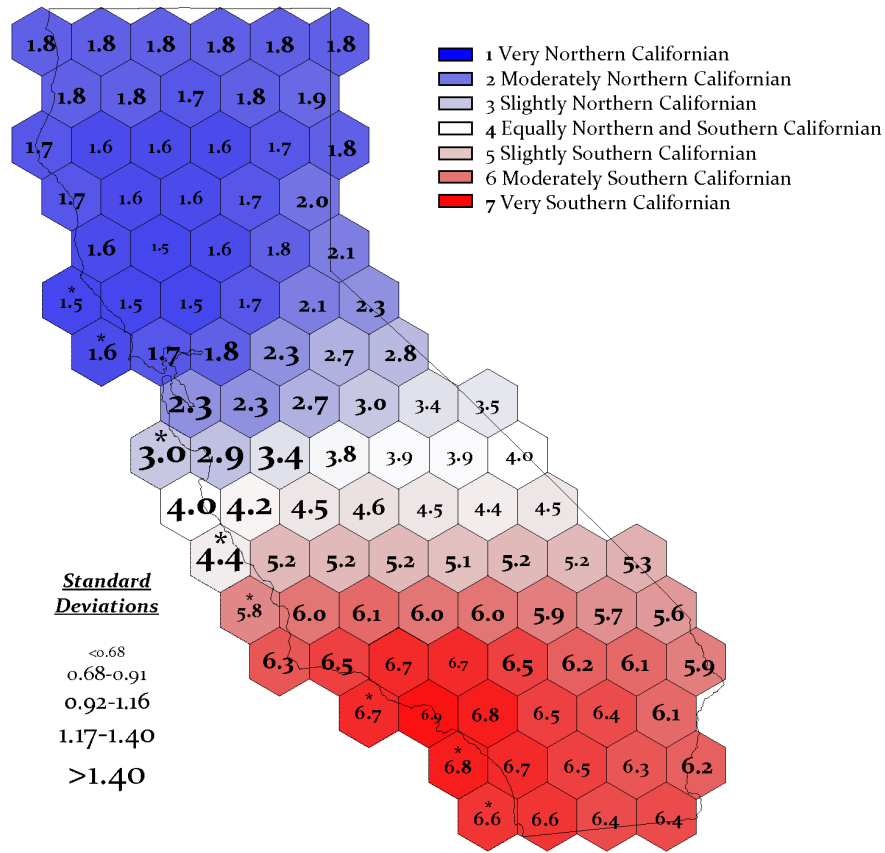 1.8 1.8 1.8 1.8 1.8 1.8
1 Very Northern Californian
2 Moderately Northern Californian
1.8 1.8 1.7 1.8 1.9
3 Slightly Northern Californian
4 Equally Northern and Southern Californian
1.7 1.6 1.6 1.6 1.7 1.8
5 Slightly Southern Californian
6 Moderately Southern Californian
1.7 1.6 1.6 1.7 2.0
7 Very Southern Californian
1.6 1.5 1.6 1.8 2.1
*
1.5 1.5 1.5 1.7 2.1 2.3
*
1.6 1.7 1.8 2.3 2.7 2.8
2.3 2.3 2.7 3.0 3.4 3.5
*
3.0 2.9 3.4 3.8 3.9 3.9 4.0
4.0 4.2 4.5 4.6 4.5 4.4 4.5
*
4.4 5.2 5.2 5.2 5.1 5.2 5.2 5.3
Standard
Deviations
*
5.8 6.0 6.1 6.0 6.0 5.9 5.7 5.6
<0.68
6.3 6.5 6.7 6.7 6.5 6.2 6.1 5.9
0.68-0.91
*
0.92-1.16
6.7 6.9 6.8 6.5 6.4 6.1
1.17-1.40
*
6.8 6.7 6.5 6.3 6.2
>1.40
*
6.6 6.6 6.4 6.4